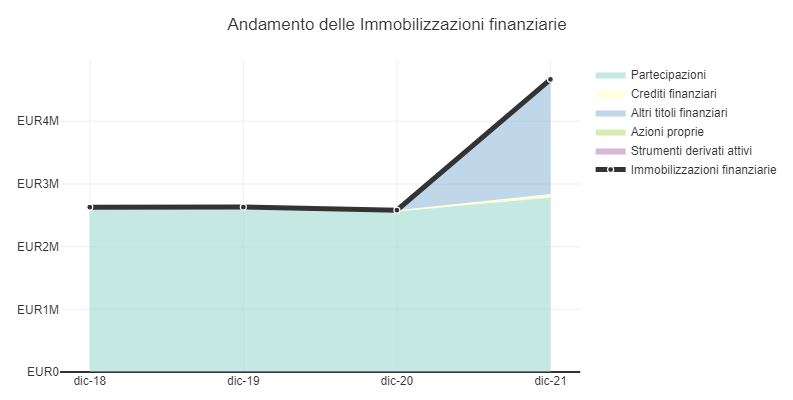 Andamento delle Immobilizzazioni finanziarie
Partecipazioni
Crediti finanziari
Altri titoli finanziari
Azioni proprie
Strumenti derivati attivi
Immobilizzazioni finanziarie
EUR4M
EUR3M
EUR2M
EUR1M
EUR0
dic-18
dic-19
dic-20
dic-21